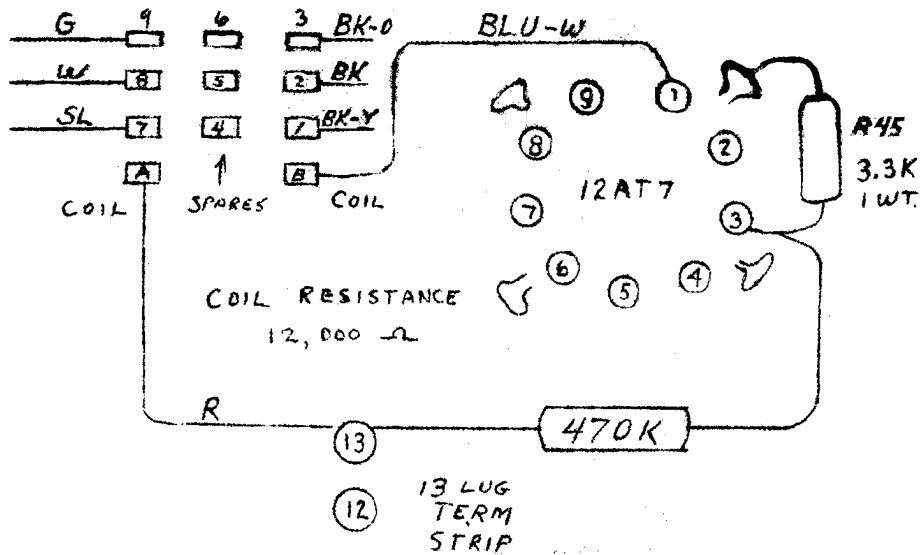 G 9 6 3 BK-O BLU-W
W 8 5 2 BK
SL 7 4 1 BK-Y
A B
COIL SPARES COIL
9 1
8 2
R45
3.3K
1 WT.
12AT7
7 3
6 5 4
COIL RESISTANCE
12,000 Ω
R
13
470K
12
13 LUG
TERM
STRIP